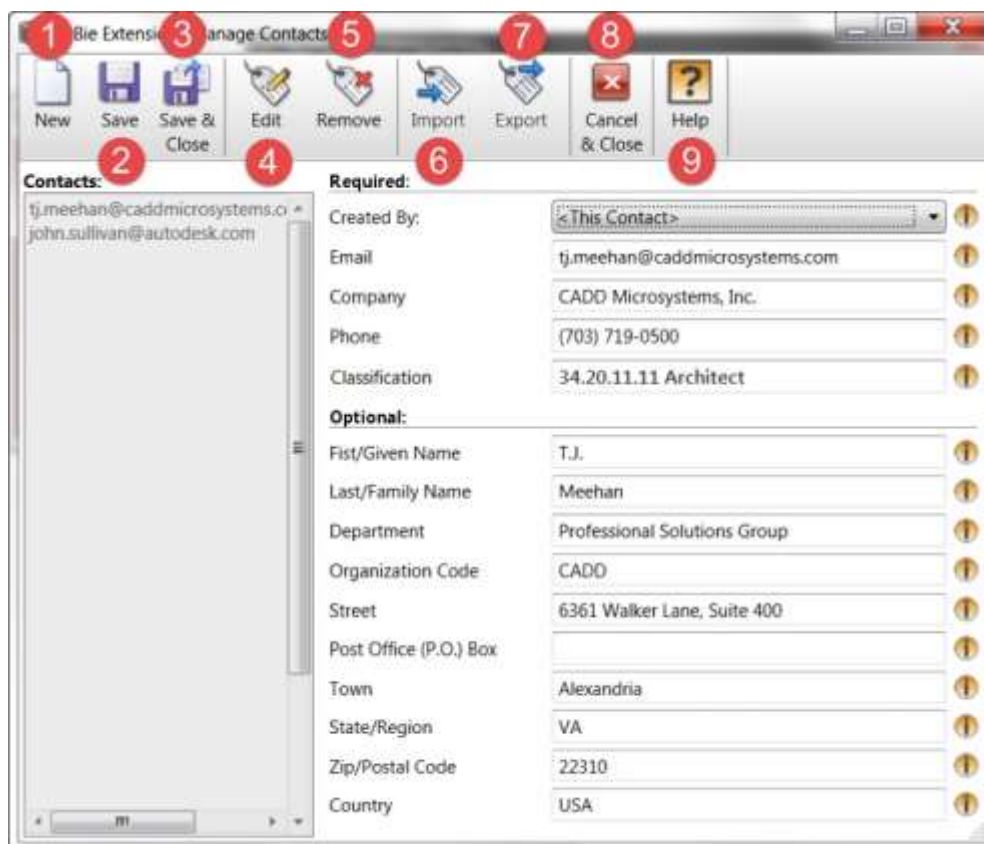 1 3 5 7 8
Bie Extensi Manage Contacts
New Save Save & Close Edit Remove Import Export Cancel & Close Help
2 4 6 9
Contacts:
tj.meehan@caddmicrosystems.c
john.sullivan@autodesk.com
Required:
Created By: <This Contact>
Email tj.meehan@caddmicrosystems.com
Company CADD Microsystems, Inc.
Phone (703) 719-0500
Classification 34.20.11.11 Architect
Optional:
Fist/Given Name T.J.
Last/Family Name Meehan
Department Professional Solutions Group
Organization Code CADD
Street 6361 Walker Lane, Suite 400
Post Office (P.O.) Box
Town Alexandria
State/Region VA
Zip/Postal Code 22310
Country USA